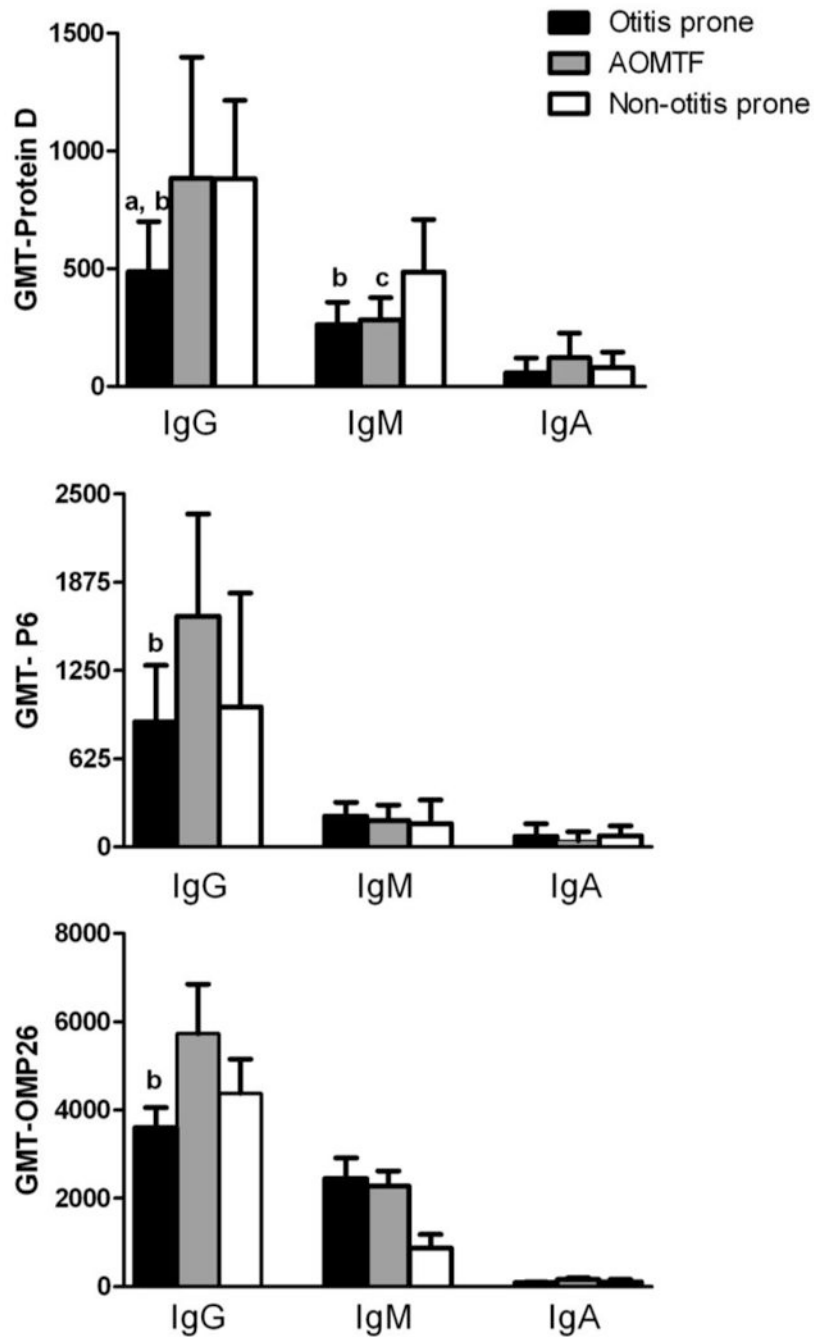 Otitis prone
AOMTF
Non-otitis prone
GMT-Protein D
1500
1000
500
0
a, b
b
c
IgG
IgM
IgA
GMT- P6
2500
1875
1250
625
0
b
IgG
IgM
IgA
GMT-OMP26
8000
6000
4000
2000
0
b
IgG
IgM
IgA